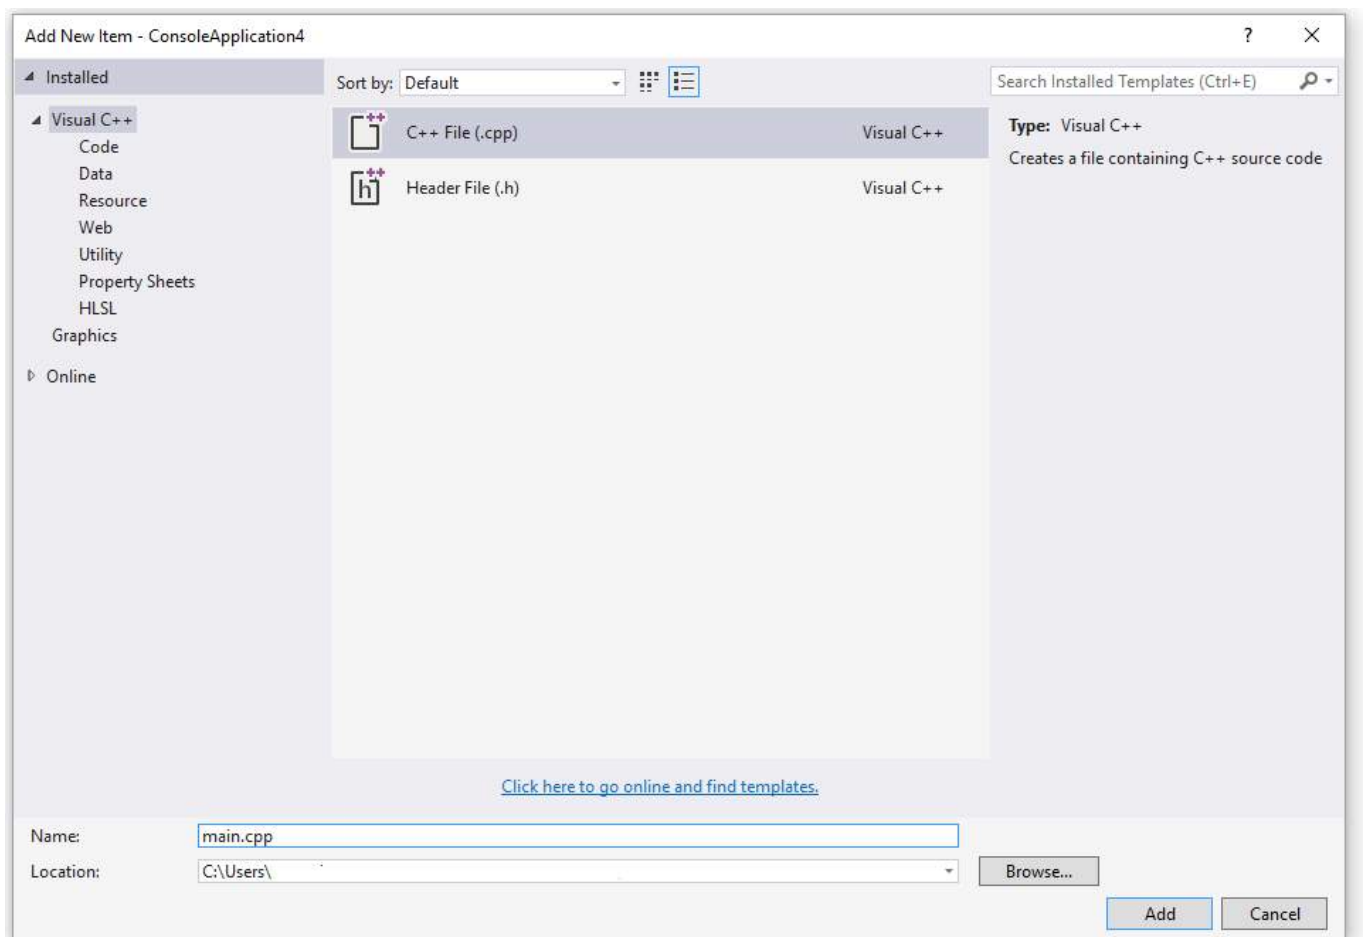 Add New Item - ConsoleApplication4
?
Installed
Sort by: Default
Search Installed Templates (Ctrl+E)
Visual C++
Code
Data
Resource
Web
Utility
Property Sheets
HLSL
Graphics
Online
C++ File (.cpp) Visual C++
Header File (.h) Visual C++
Type: Visual C++
Creates a file containing C++ source code
Click here to go online and find templates.
Name: main.cpp
Location: C:\Users\
Browse...
Add Cancel